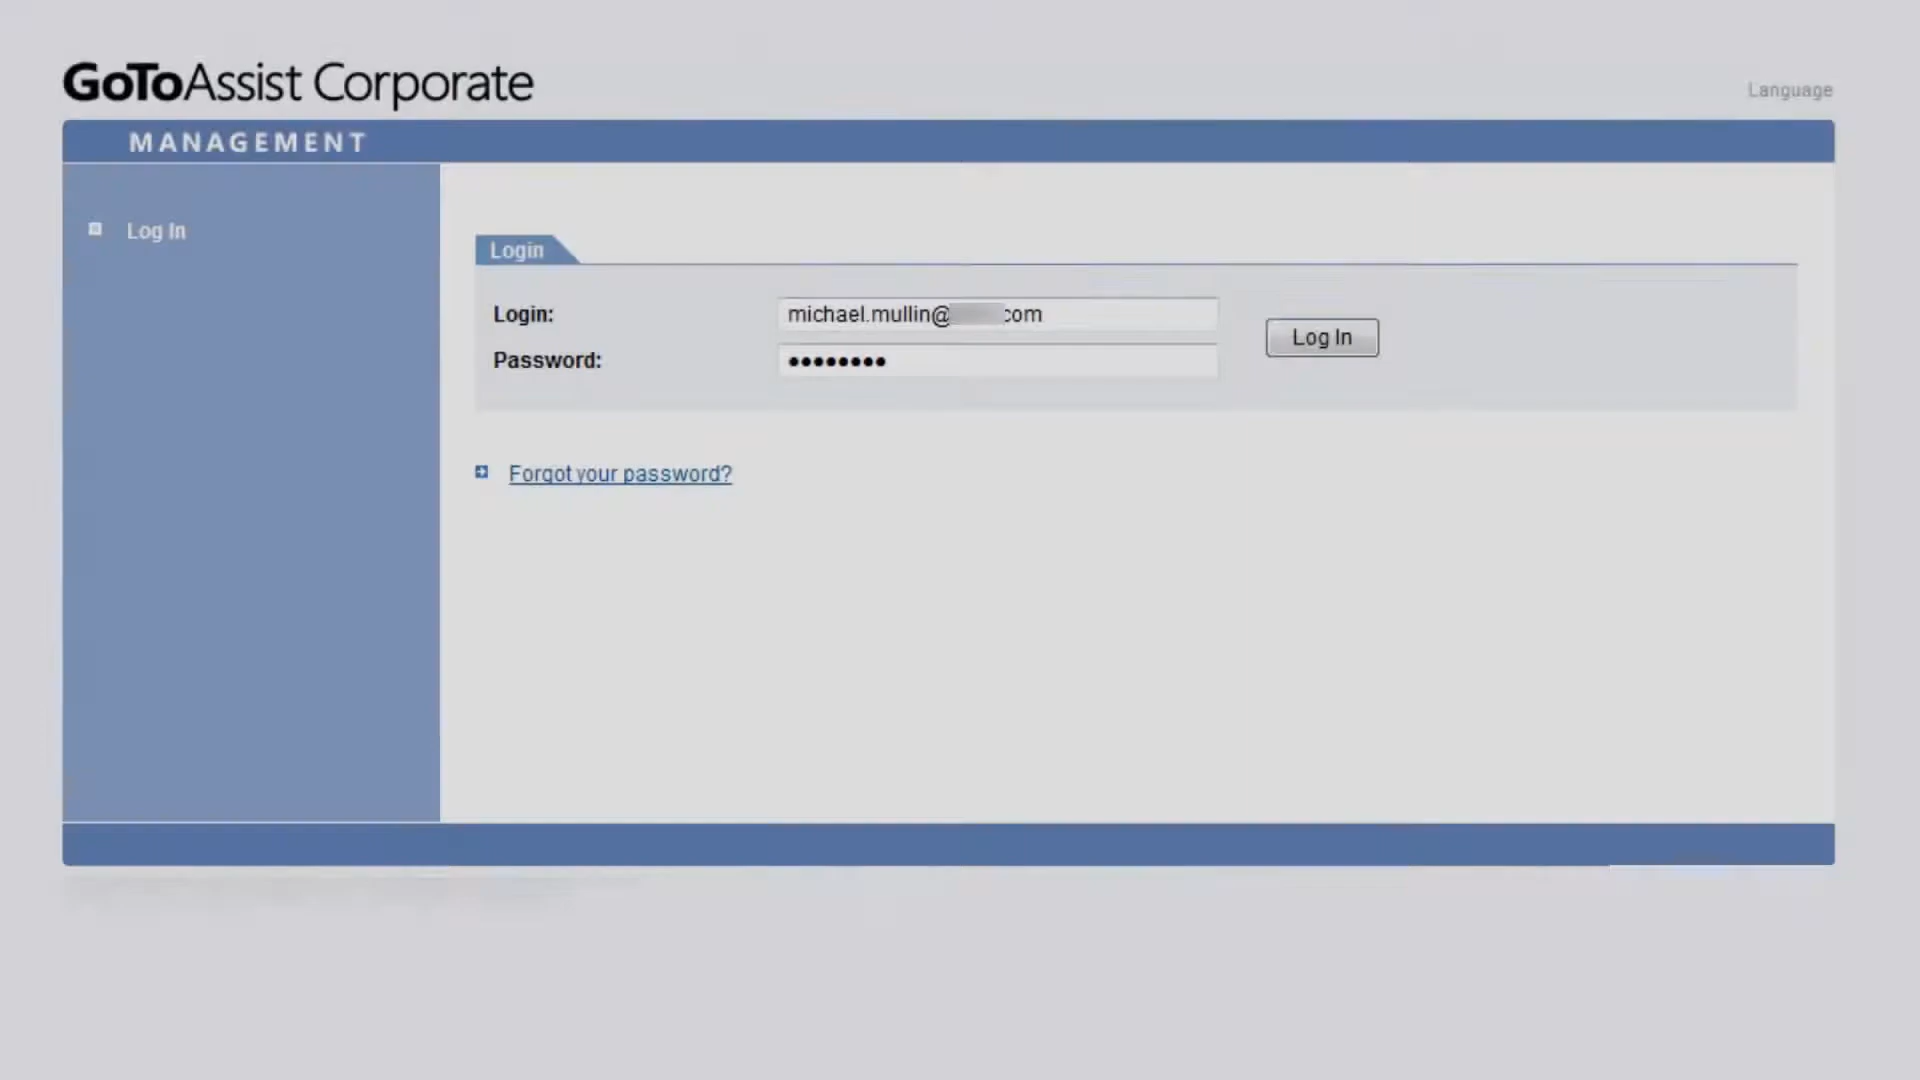 GoToAssist Corporate
Language
MANAGEMENT
Log In
Login
Login: michael.mullin@ com
Password: ●●●●●●●●
Log In
Forgot your password?